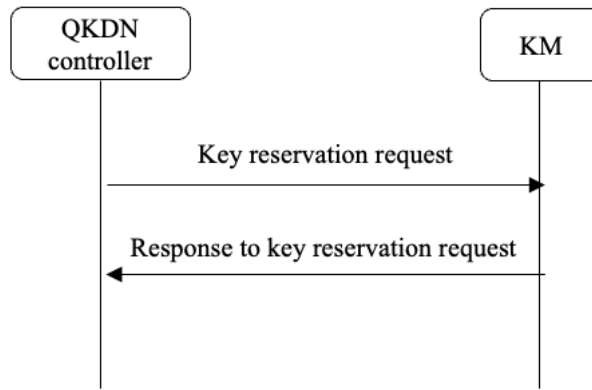 QKDN
controller
KM
Key reservation request
Response to key reservation request